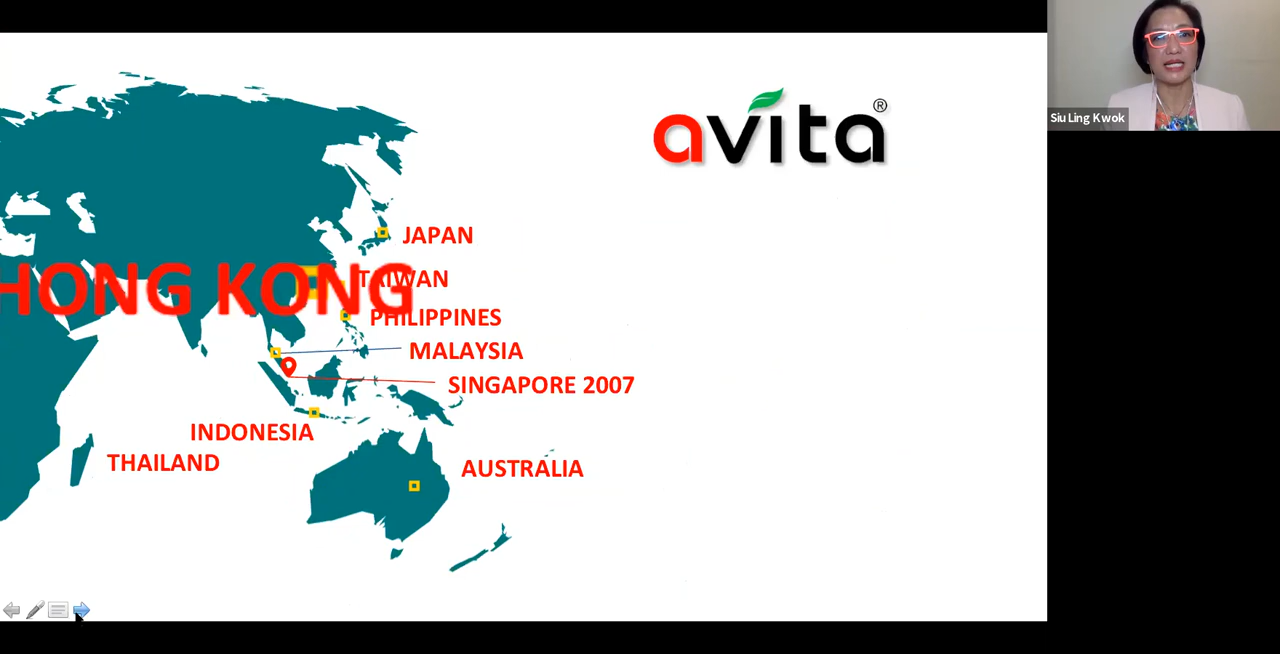 avita®
Siu Ling Kwok
JAPAN
HONG KONG
TAIWAN
PHILIPPINES
MALAYSIA
SINGAPORE 2007
INDONESIA
THAILAND
AUSTRALIA